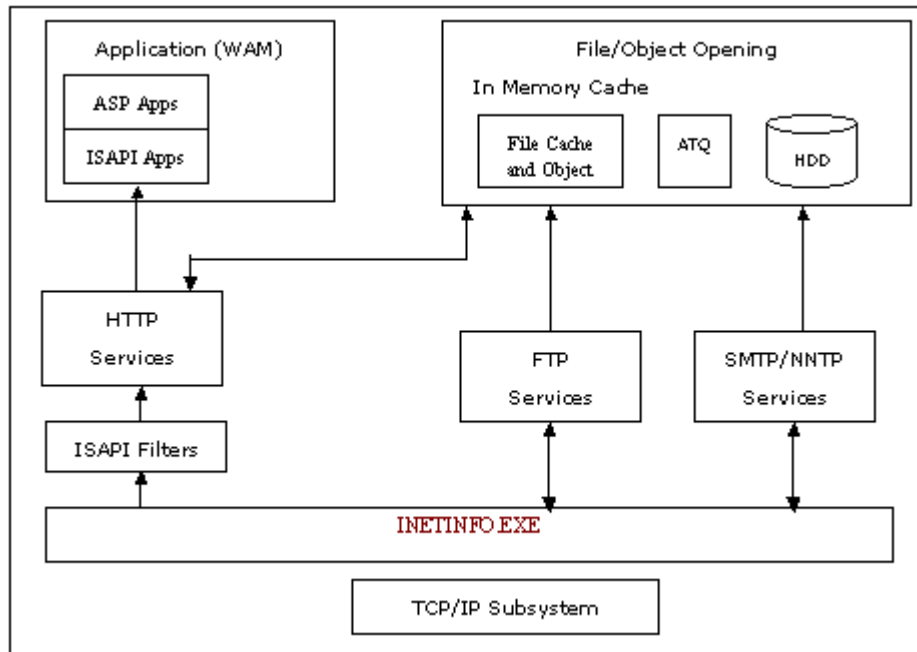 Application (WAM)
ASP Apps
ISAPI Apps
File/Object Opening
In Memory Cache
File Cache
and Object
ATQ
HDD
HTTP
Services
FTP
Services
SMTP/NNTP
Services
ISAPI Filters
INETINFO.EXE
TCP/IP Subsystem